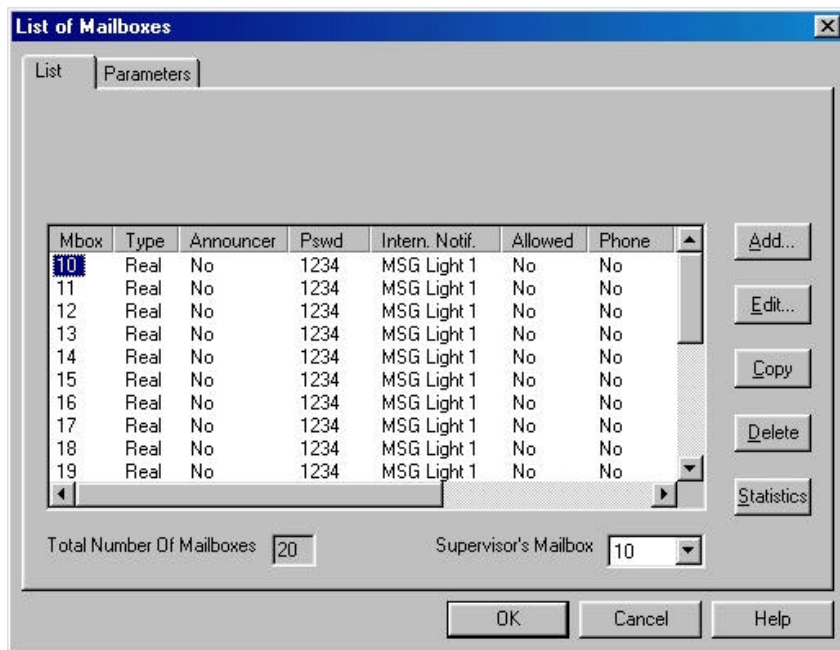 List of Mailboxes
List Parameters
Mbox Type Announcer Pswd Intern. Notif. Allowed Phone
10 Real No 1234 MSG Light 1 No No
11 Real No 1234 MSG Light 1 No No
12 Real No 1234 MSG Light 1 No No
13 Real No 1234 MSG Light 1 No No
14 Real No 1234 MSG Light 1 No No
15 Real No 1234 MSG Light 1 No No
16 Real No 1234 MSG Light 1 No No
17 Real No 1234 MSG Light 1 No No
18 Real No 1234 MSG Light 1 No No
19 Real No 1234 MSG Light 1 No No
Add...
Edit...
Copy
Delete
Statistics
Total Number Of Mailboxes 20 Supervisor's Mailbox 10
OK Cancel Help